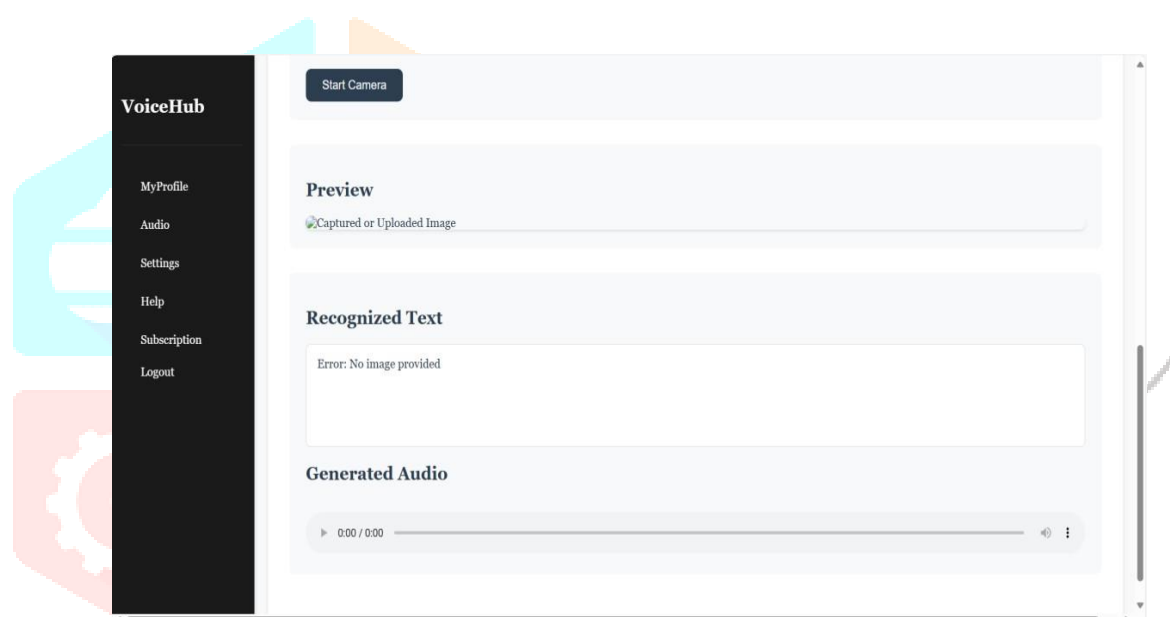 VoiceHub
MyProfile
Audio
Settings
Help
Subscription
Logout
Start Camera
Preview
Captured or Uploaded Image
Recognized Text
Error: No image provided
Generated Audio
0:00 / 0:00